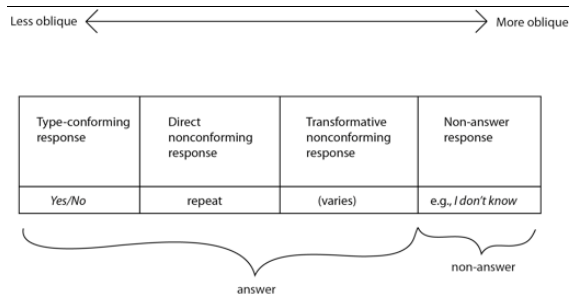 Less oblique More oblique
Type-conforming
response
Direct
nonconforming
response
Transformative
nonconforming
response
Non-answer
response
Yes/No
repeat
(varies)
e.g., I don't know
answer
non-answer